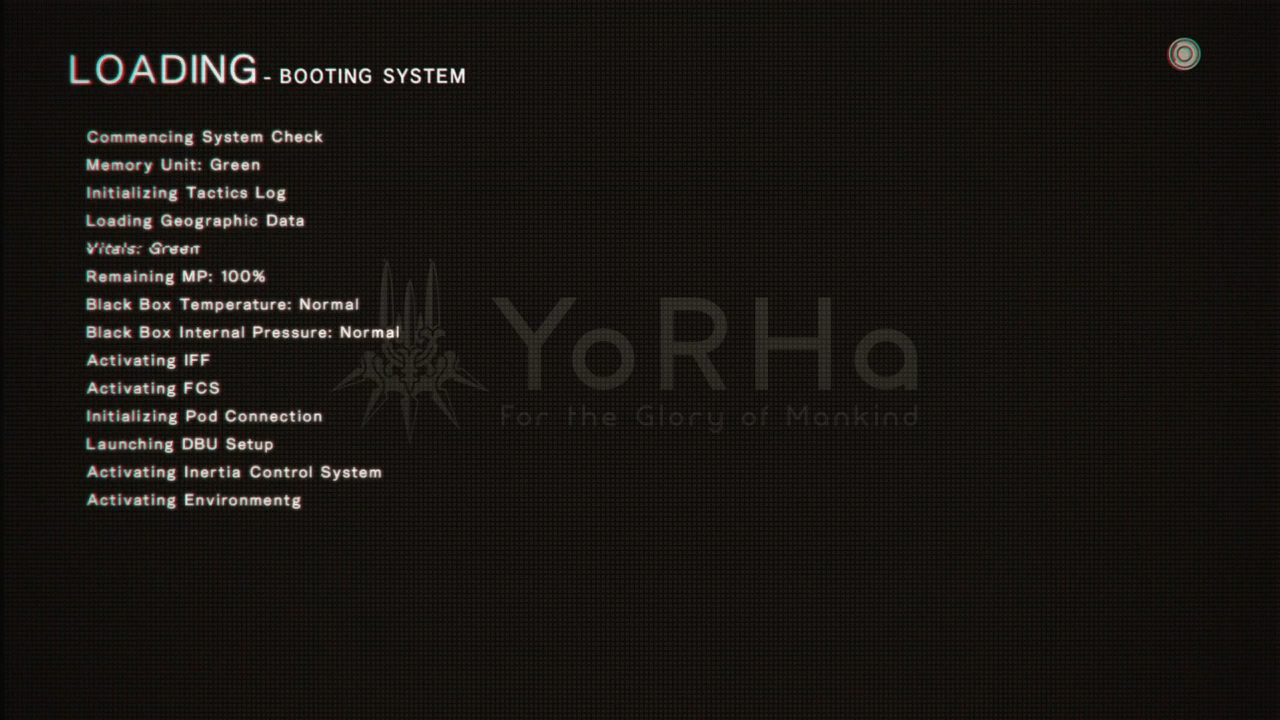 LOADING - BOOTING SYSTEM
Commencing System Check
Memory Unit: Green
Initializing Tactics Log
Loading Geographic Data
Vitals: Green
Remaining MP: 100%
Black Box Temperature: Normal
Black Box Internal Pressure: Normal
Activating IFF
Activating FCS
Initializing Pod Connection
Launching DBU Setup
Activating Inertia Control System
Activating Environmentg
YoRHa
For the Glory of Mankind